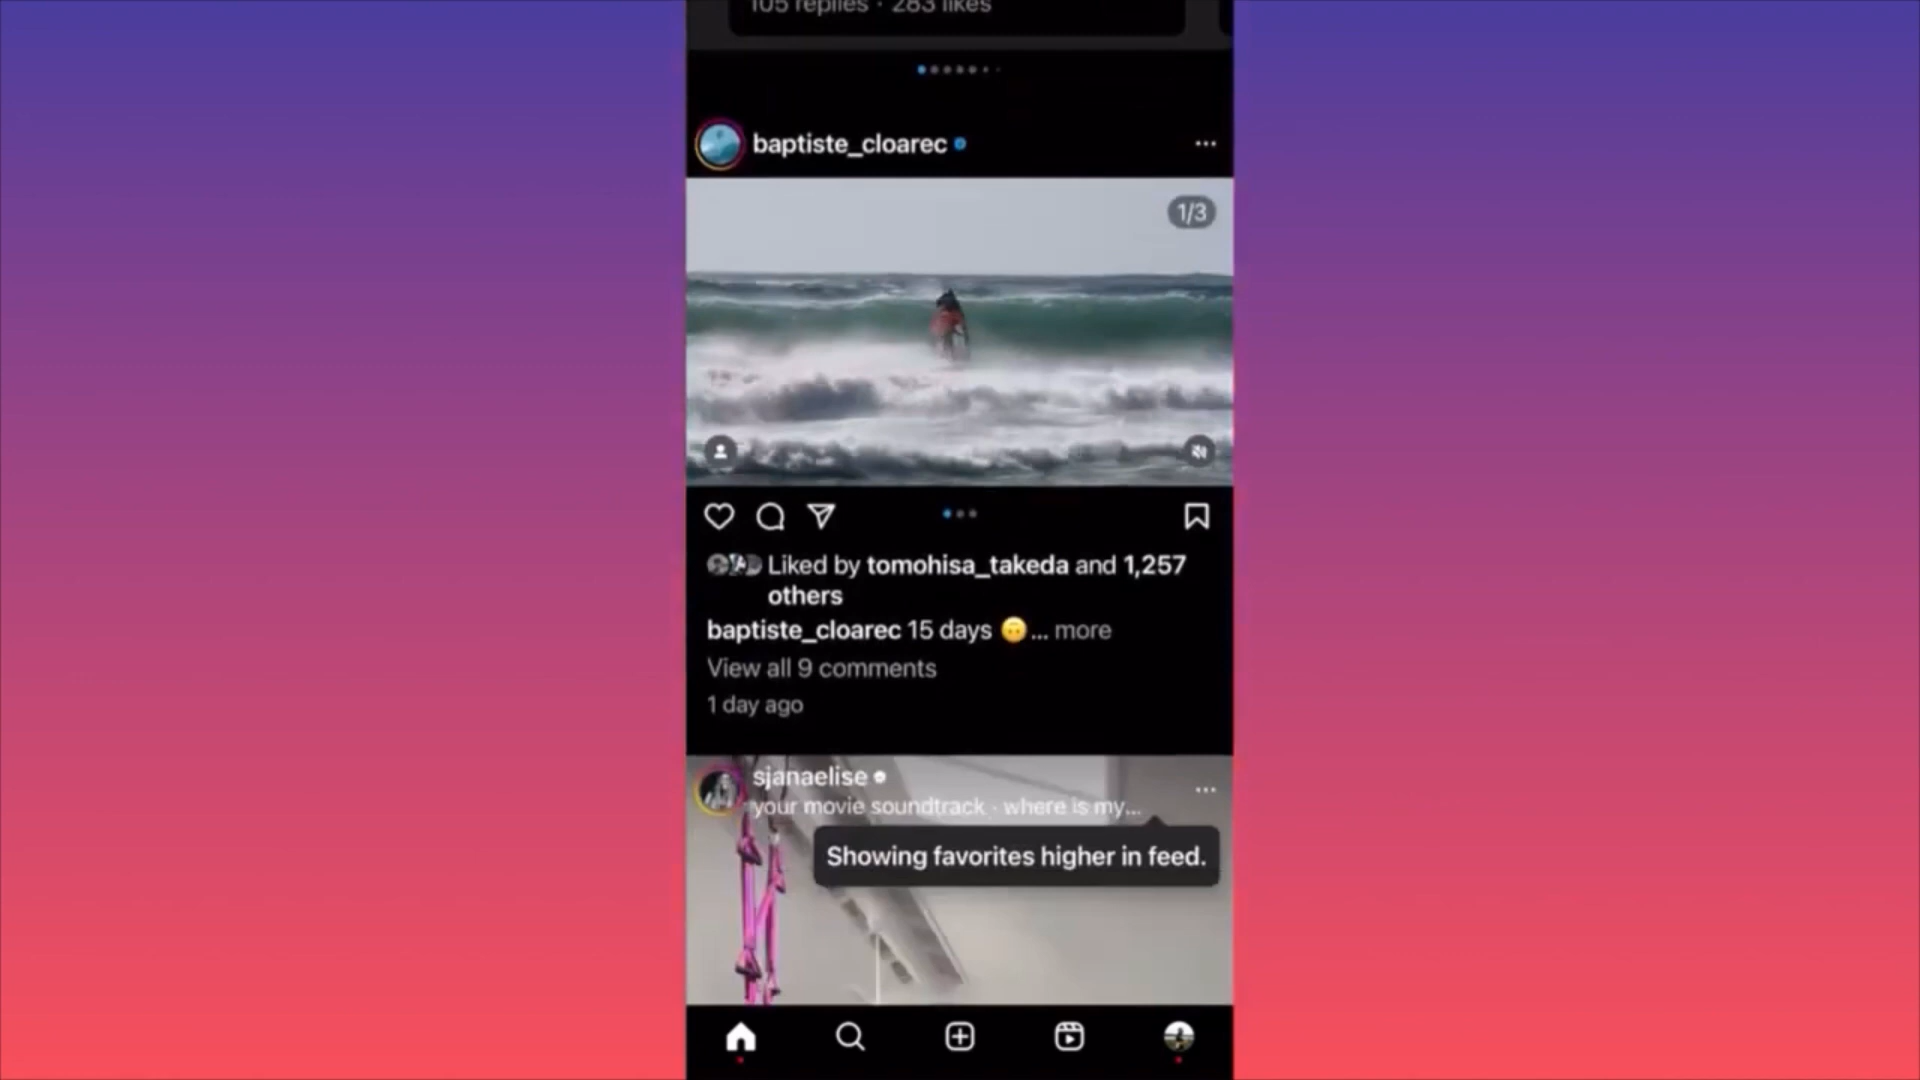 105 replies · 283 likes
baptiste_cloarec
1/3
Liked by tomohisa_takeda and 1,257
others
baptiste_cloarec 15 days 🙃... more
View all 9 comments
1 day ago
sjanaelise
your movie soundtrack · where is my...
Showing favorites higher in feed.